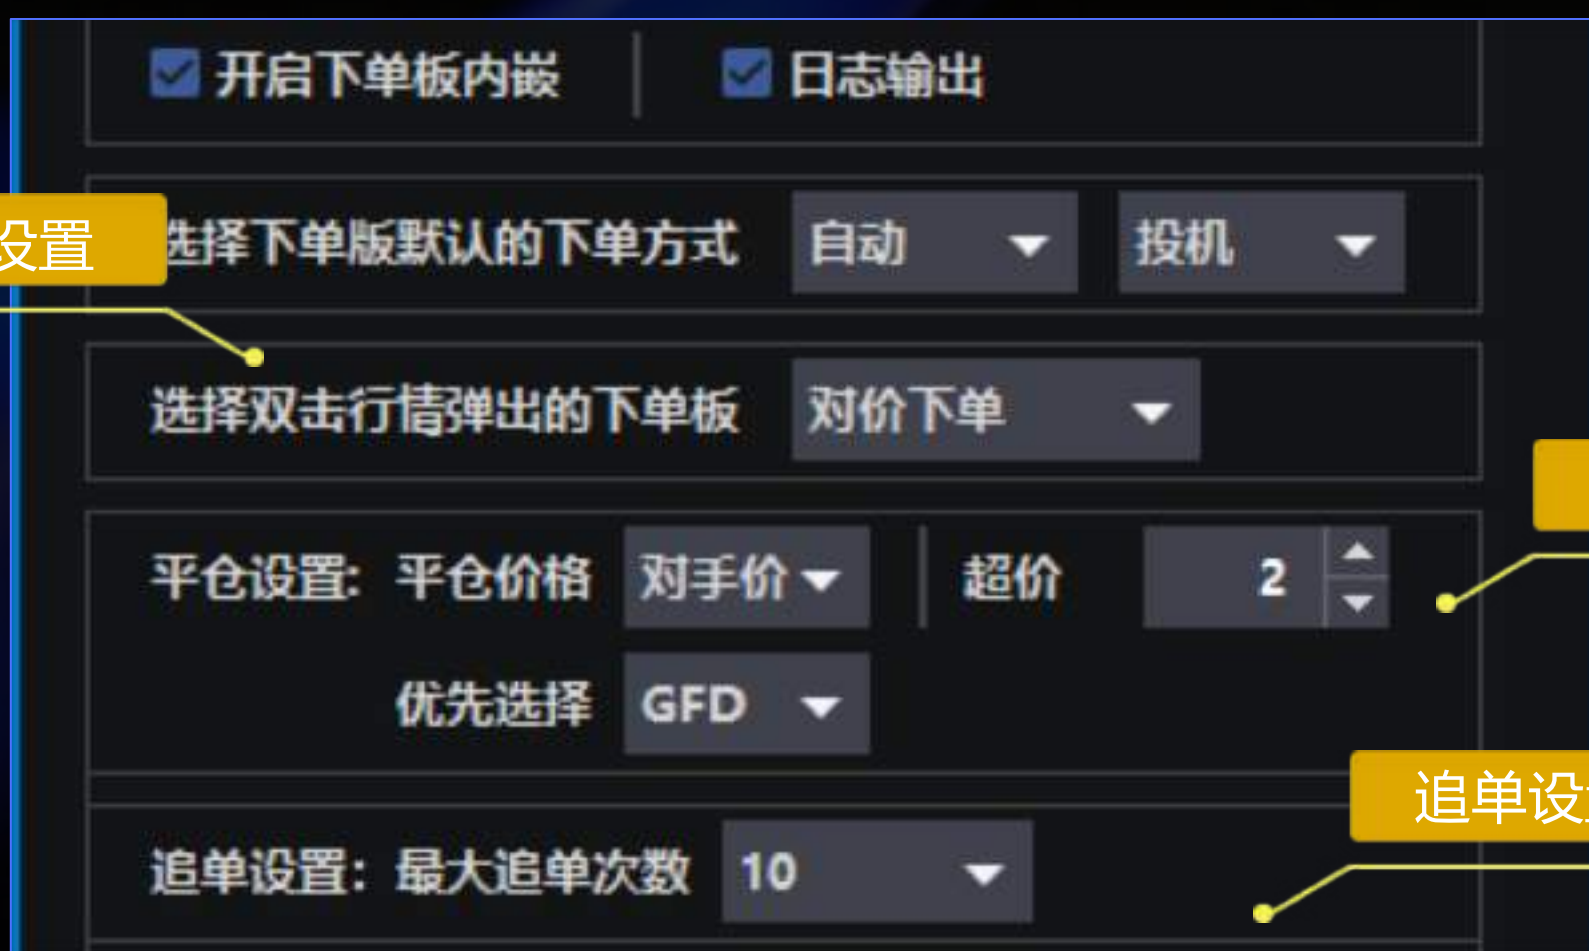 开启下单板内嵌 日志输出
设置
选择下单版默认的下单方式 自动 投机
选择双击行情弹出的下单板 对价下单
平仓设置: 平仓价格 对手价 超价 2
优先选择 GFD
追单设
追单设置: 最大追单次数 10